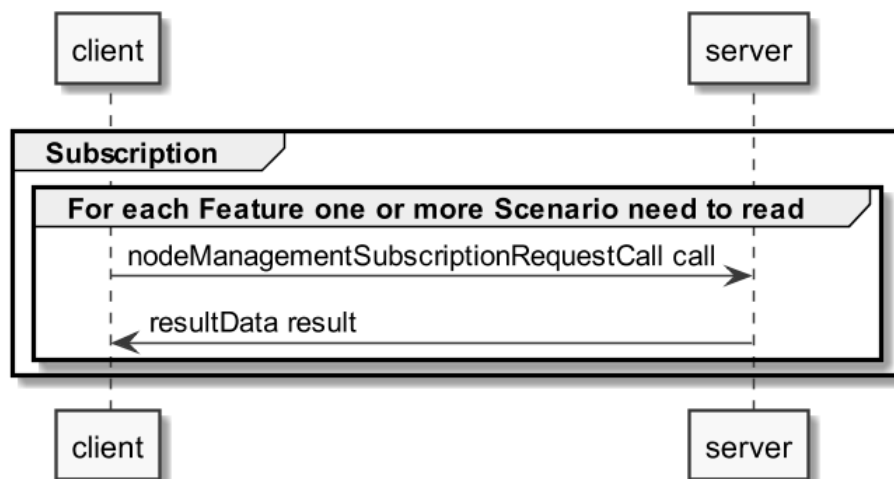 client
server
Subscription
For each Feature one or more Scenario need to read
nodeManagementSubscriptionRequestCall call
resultData result
client
server